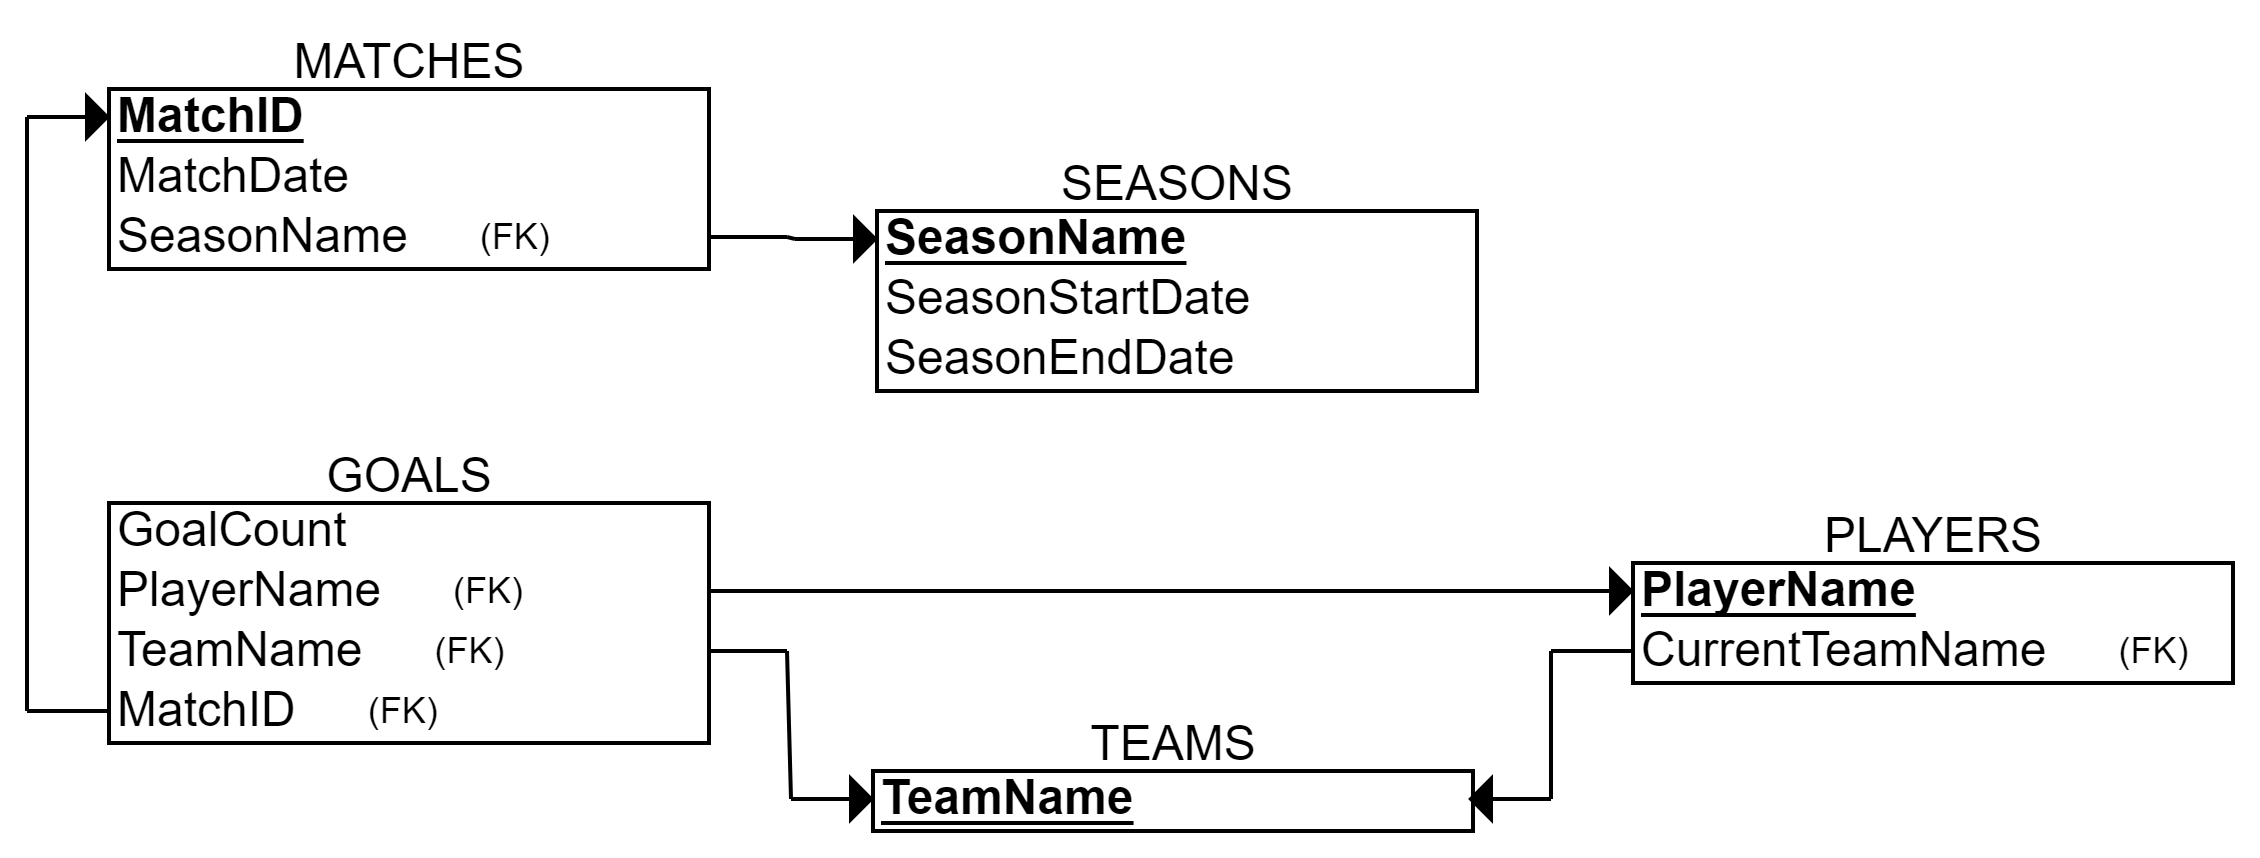 MATCHES
MatchID
MatchDate
SeasonName (FK)
SEASONS
SeasonName
SeasonStartDate
SeasonEndDate
GOALS
GoalCount
PlayerName (FK)
TeamName (FK)
MatchID (FK)
PLAYERS
PlayerName
CurrentTeamName (FK)
TEAMS
TeamName